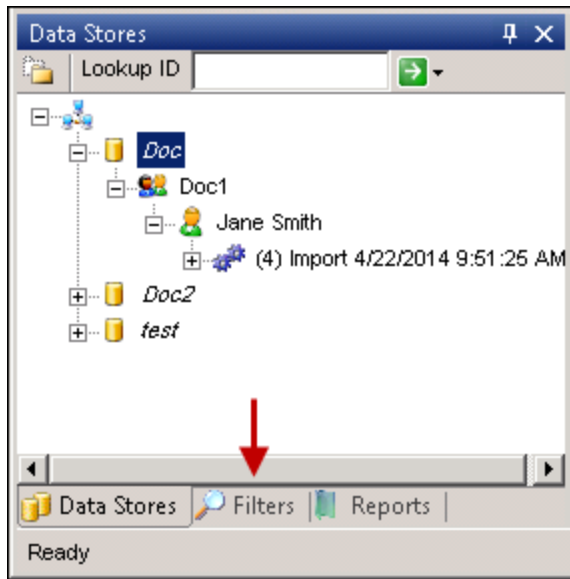 Data Stores
Lookup ID
Doc
Doc1
Jane Smith
(4) Import 4/22/2014 9:51:25 AM
Doc2
test
Data Stores Filters Reports
Ready